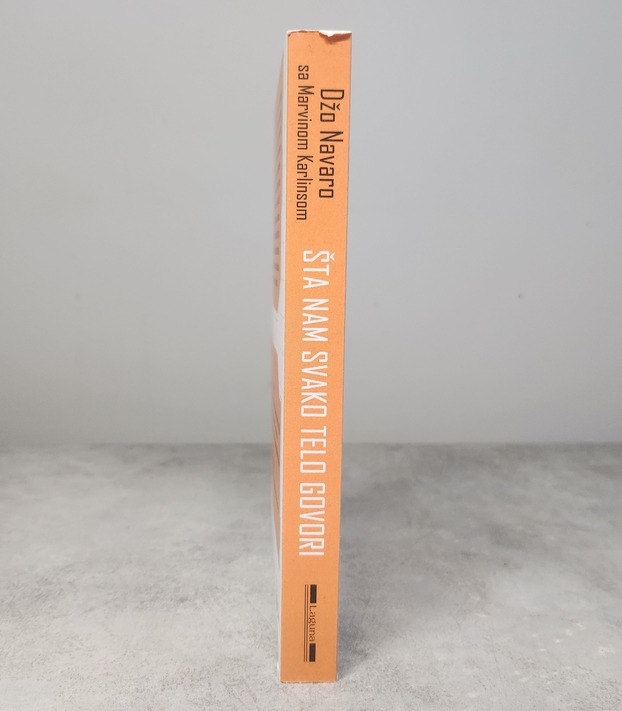 Džo Navaro
sa Marvinom Karlinsom
ŠTA NAM SVAKO TELO GOVORI
Laguna